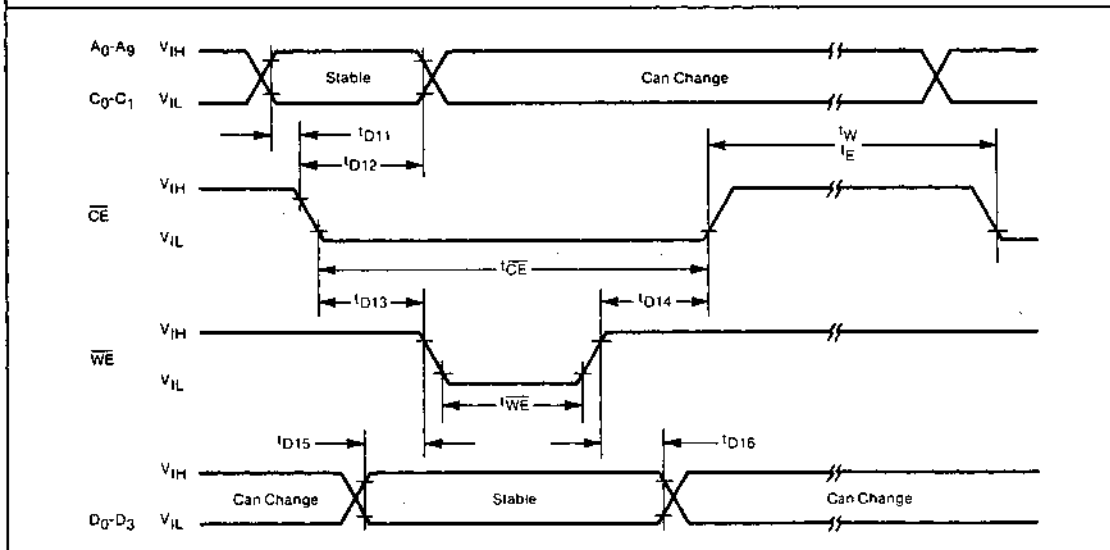 A0-A9 VIH
Stable
Can Change
C0-C1 VIL
tD11
tW
tE
tD12
VIH
CE
VIL
tCE
tD13
tD14
VIH
WE
VIL
tWE
tD15
tD16
VIH
Can Change
Stable
Can Change
D0-D3 VIL